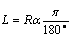 L = Rα π/180°